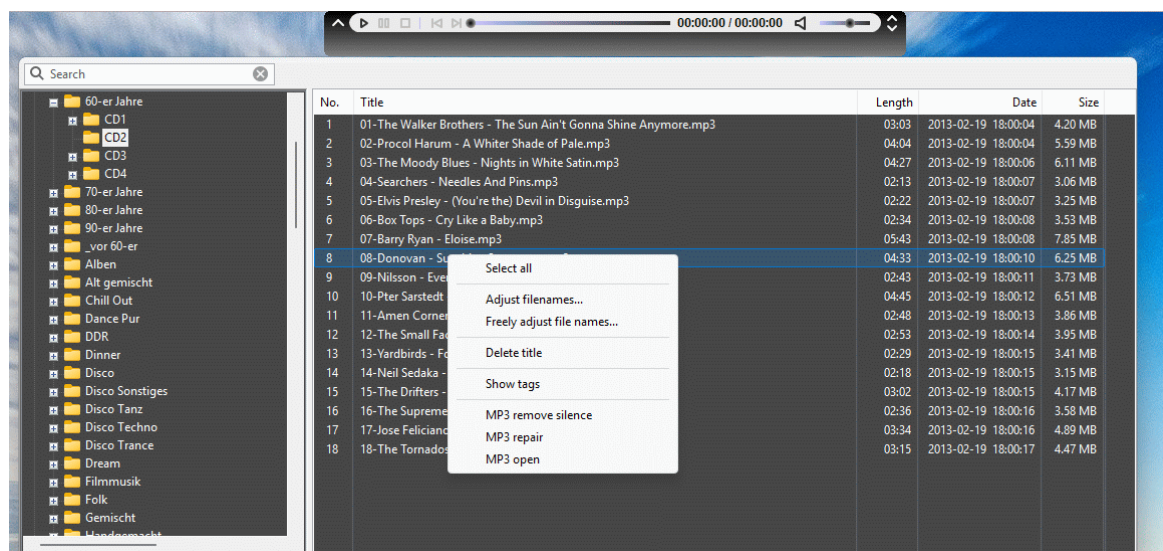 00:00:00 / 00:00:00
Search
60-er Jahre
CD1
CD2
CD3
CD4
70-er Jahre
80-er Jahre
90-er Jahre
_vor 60-er
Alben
Alt gemischt
Chill Out
Dance Pur
DDR
Dinner
Disco
Disco Sonstiges
Disco Tanz
Disco Techno
Disco Trance
Dream
Filmmusik
Folk
Gemischt
Handgemacht
No. Title Length Date Size
1 01-The Walker Brothers - The Sun Ain't Gonna Shine Anymore.mp3 03:03 2013-02-19 18:00:04 4.20 MB
2 02-Procol Harum - A Whiter Shade of Pale.mp3 04:04 2013-02-19 18:00:04 5.59 MB
3 03-The Moody Blues - Nights in White Satin.mp3 04:27 2013-02-19 18:00:06 6.11 MB
4 04-Searchers - Needles And Pins.mp3 02:13 2013-02-19 18:00:07 3.06 MB
5 05-Elvis Presley - (You're the) Devil in Disguise.mp3 02:22 2013-02-19 18:00:07 3.25 MB
6 06-Box Tops - Cry Like a Baby.mp3 02:34 2013-02-19 18:00:08 3.53 MB
7 07-Barry Ryan - Eloise.mp3 05:43 2013-02-19 18:00:08 7.85 MB
8 08-Donovan - 04:33 2013-02-19 18:00:10 6.25 MB
9 09-Nilsson - 02:43 2013-02-19 18:00:11 3.73 MB
10 10-Pter Sarstedt 04:45 2013-02-19 18:00:12 6.51 MB
11 11-Amen Corner 02:48 2013-02-19 18:00:13 3.86 MB
12 12-The Small 02:53 2013-02-19 18:00:14 3.95 MB
13 13-Yardbirds - 02:29 2013-02-19 18:00:15 3.41 MB
14 14-Neil Sedaka - 02:18 2013-02-19 18:00:15 3.15 MB
15 15-The Drifters - 03:02 2013-02-19 18:00:15 4.17 MB
16 16-The Supreme 02:36 2013-02-19 18:00:16 3.58 MB
17 17-Jose Feliciano 03:34 2013-02-19 18:00:16 4.89 MB
18 18-The Tornados 03:15 2013-02-19 18:00:17 4.47 MB
Select all
Adjust filenames...
Freely adjust file names...
Delete title
Show tags
MP3 remove silence
MP3 repair
MP3 open